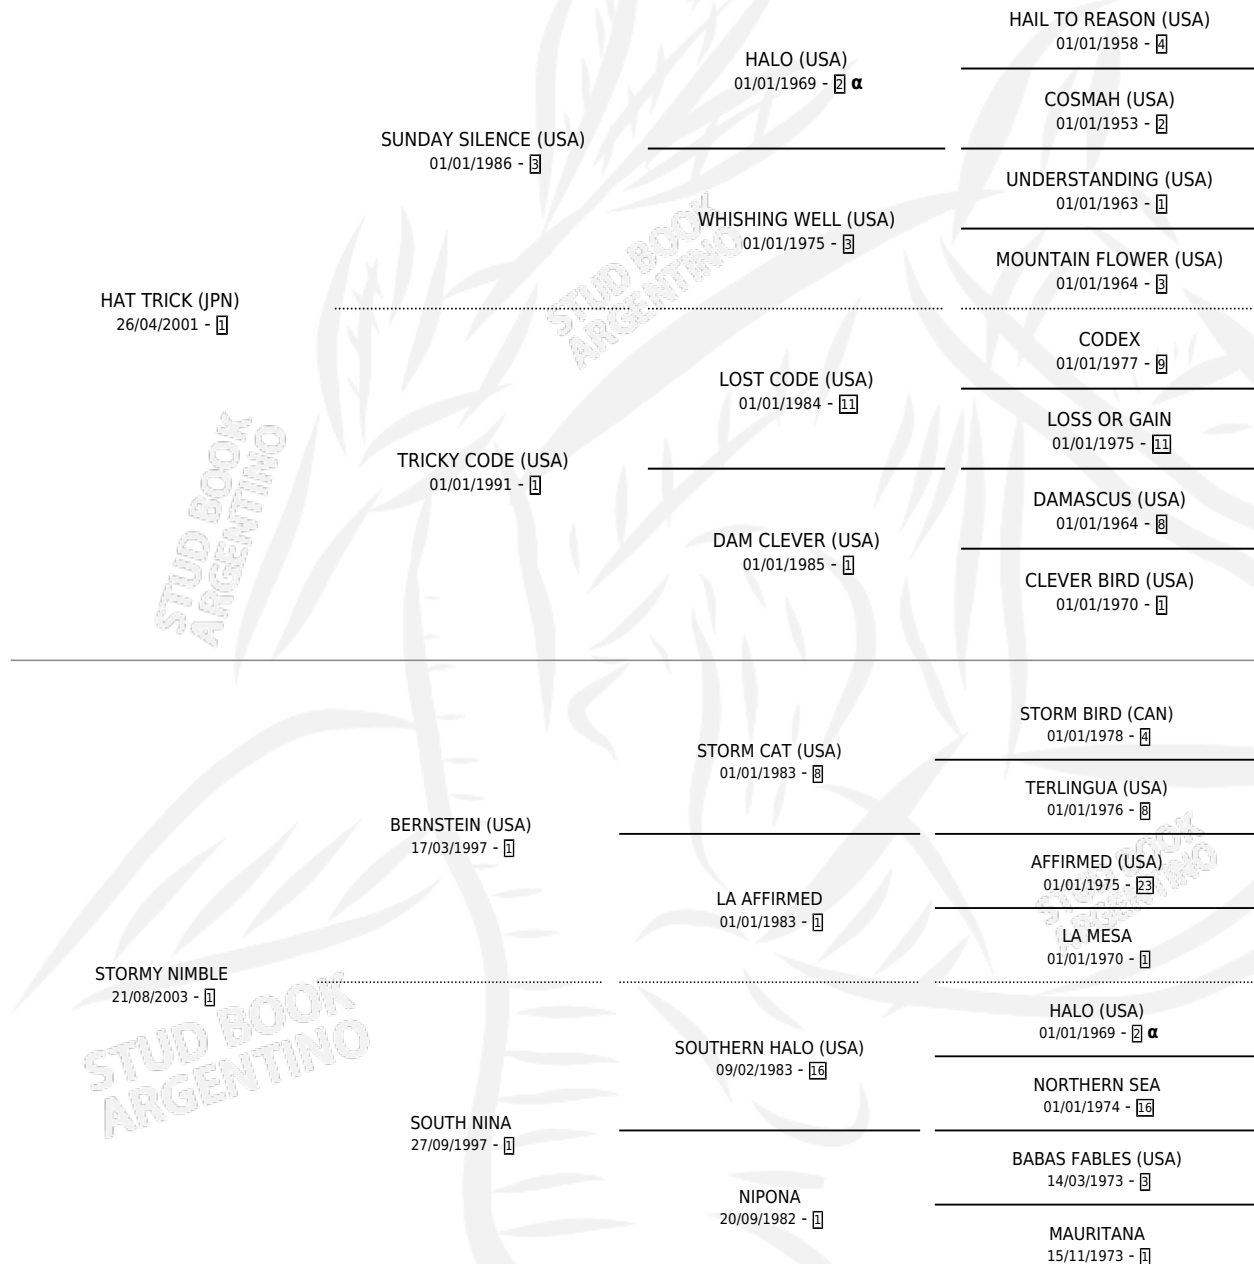 HAIL TO REASON (USA)
01/01/1958 - 4
HALO (USA)
01/01/1969 - 2 α
COSMAH (USA)
01/01/1953 - 2
SUNDAY SILENCE (USA)
01/01/1986 - 3
UNDERSTANDING (USA)
01/01/1963 - 1
WHISHING WELL (USA)
01/01/1975 - 3
MOUNTAIN FLOWER (USA)
01/01/1964 - 3
HAT TRICK (JPN)
26/04/2001 - 1
CODEX
01/01/1977 - 9
LOST CODE (USA)
01/01/1984 - 11
LOSS OR GAIN
01/01/1975 - 11
TRICKY CODE (USA)
01/01/1991 - 1
DAMASCUS (USA)
01/01/1964 - 8
DAM CLEVER (USA)
01/01/1985 - 1
CLEVER BIRD (USA)
01/01/1970 - 1
STORM BIRD (CAN)
01/01/1978 - 4
STORM CAT (USA)
01/01/1983 - 8
TERLINGUA (USA)
01/01/1976 - 8
BERNSTEIN (USA)
17/03/1997 - 1
AFFIRMED (USA)
01/01/1975 - 23
LA AFFIRMED
01/01/1983 - 1
LA MESA
01/01/1970 - 1
STORMY NIMBLE
21/08/2003 - 1
HALO (USA)
01/01/1969 - 2 α
SOUTHERN HALO (USA)
09/02/1983 - 16
NORTHERN SEA
01/01/1974 - 16
SOUTH NINA
27/09/1997 - 1
BABAS FABLES (USA)
14/03/1973 - 3
NIPONA
20/09/1982 - 1
MAURITANA
15/11/1973 - 1
STUD BOOK
ARGENTINO
STUD BOOK
ARGENTINO
STUD BOOK
ARGENTINO
STUD BOOK
ARGENTINO